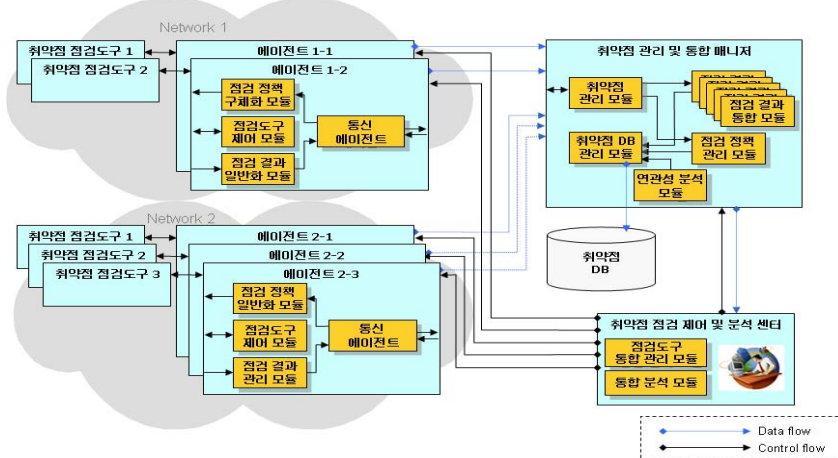 Network 1
취약점 점검도구 1
취약점 점검도구 2
에이전트 1-1
에이전트 1-2
점검 정책
구체화 모듈
점검도구
제어 모듈
점검 결과
일반화 모듈
통신
에이전트
Network 2
취약점 점검도구 1
취약점 점검도구 2
취약점 점검도구 3
에이전트 2-1
에이전트 2-2
에이전트 2-3
점검 정책
일반화 모듈
점검도구
제어 모듈
점검 결과
관리 모듈
통신
에이전트
취약점 관리 및 통합 매니저
취약점
관리 모듈
점검 결과
통합 모듈
취약점 DB
관리 모듈
점검 정책
관리 모듈
연관성 분석
모듈
취약점
DB
취약점 점검 제어 및 분석 센터
점검도구
통합 관리 모듈
통합 분석 모듈
Data flow
Control flow